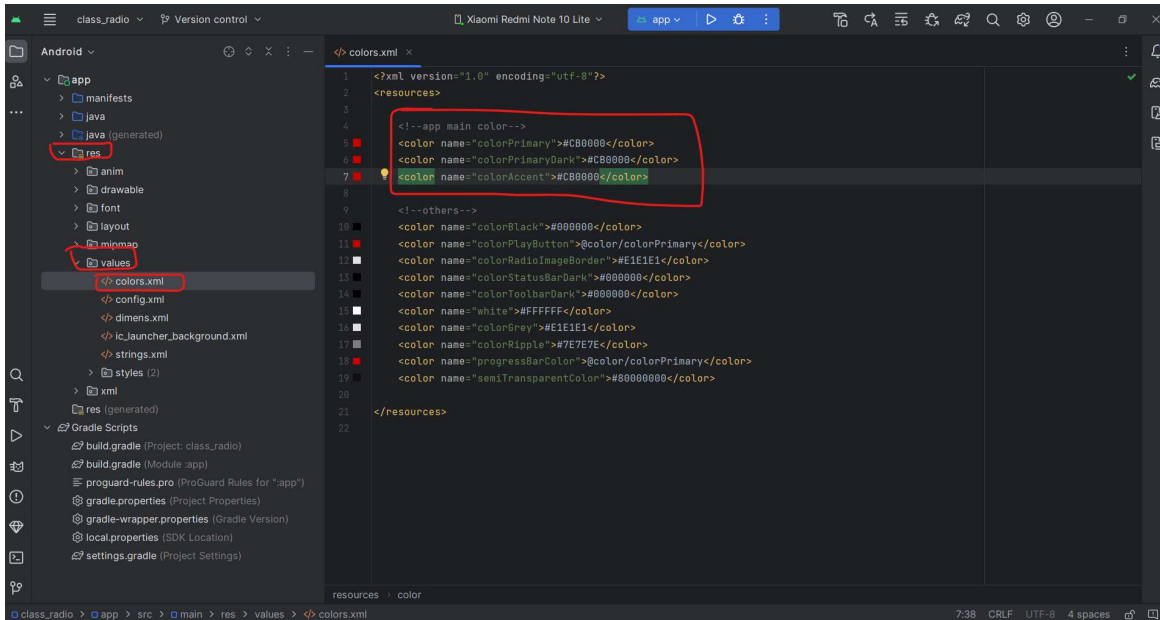 class_radio
Version control
Xiaomi Redmi Note 10 Lite
app
Android
app
manifests
java
java (generated)
res
anim
drawable
font
layout
mipmap
values
colors.xml
config.xml
dimens.xml
ic_launcher_background.xml
strings.xml
styles (2)
xml
res (generated)
Gradle Scripts
build.gradle (Project: class_radio)
build.gradle (Module :app)
proguard-rules.pro (ProGuard Rules for ":app")
gradle.properties (Project Properties)
gradle-wrapper.properties (Gradle Version)
local.properties (SDK Location)
settings.gradle (Project Settings)
</> colors.xml
1 <?xml version="1.0" encoding="utf-8"?>
2 <resources>
3
4 <!--app main color-->
5 <color name="colorPrimary">#CB0000</color>
6 <color name="colorPrimaryDark">#CB0000</color>
7 <color name="colorAccent">#CB0000</color>
8
9 <!--others-->
10 <color name="colorBlack">#000000</color>
11 <color name="colorPlayButton">@color/colorPrimary</color>
12 <color name="colorRadioImageBorder">#E1E1E1</color>
13 <color name="colorStatusBarDark">#000000</color>
14 <color name="colorToolbarDark">#000000</color>
15 <color name="white">#FFFFFF</color>
16 <color name="colorGrey">#E1E1E1</color>
17 <color name="colorRipple">#7E7E7E</color>
18 <color name="progressBarColor">@color/colorPrimary</color>
19 <color name="semiTransparentColor">#80000000</color>
20
21 </resources>
22
resources > color
class_radio > app > src > main > res > values > </> colors.xml
7:38 CRLF UTF-8 4 spaces